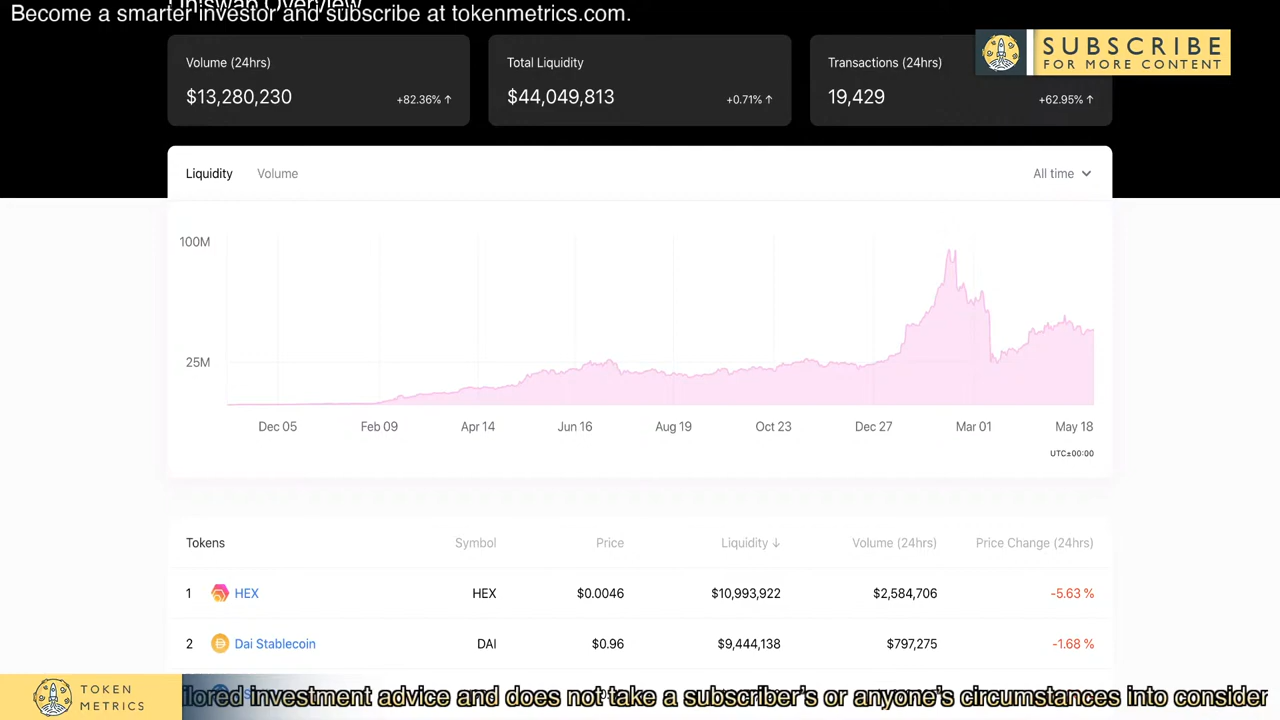 Become a smarter investor and subscribe at tokenmetrics.com.
Uniswap Overview
SUBSCRIBE
FOR MORE CONTENT
Volume (24hrs)
$13,280,230 +82.36% ↑
Total Liquidity
$44,049,813 +0.71% ↑
Transactions (24hrs)
19,429 +62.95% ↑
Liquidity Volume All time
100M
25M
Dec 05 Feb 09 Apr 14 Jun 16 Aug 19 Oct 23 Dec 27 Mar 01 May 18
UTC±00:00
Tokens Symbol Price Liquidity ↓ Volume (24hrs) Price Change (24hrs)
1 HEX HEX $0.0046 $10,993,922 $2,584,706 -5.63 %
2 Dai Stablecoin DAI $0.96 $9,444,138 $797,275 -1.68 %
TOKEN
METRICS
ilored investment advice and does not take a subscriber's or anyone's circumstances into consider